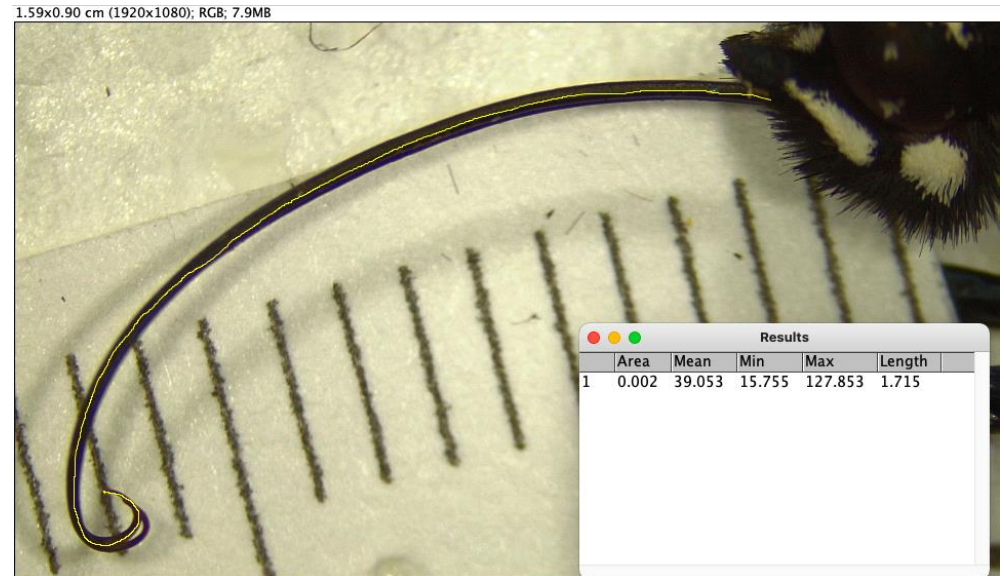 1.59x0.90 cm (1920x1080); RGB; 7.9MB
Results
Area Mean Min Max Length
1 0.002 39.053 15.755 127.853 1.715